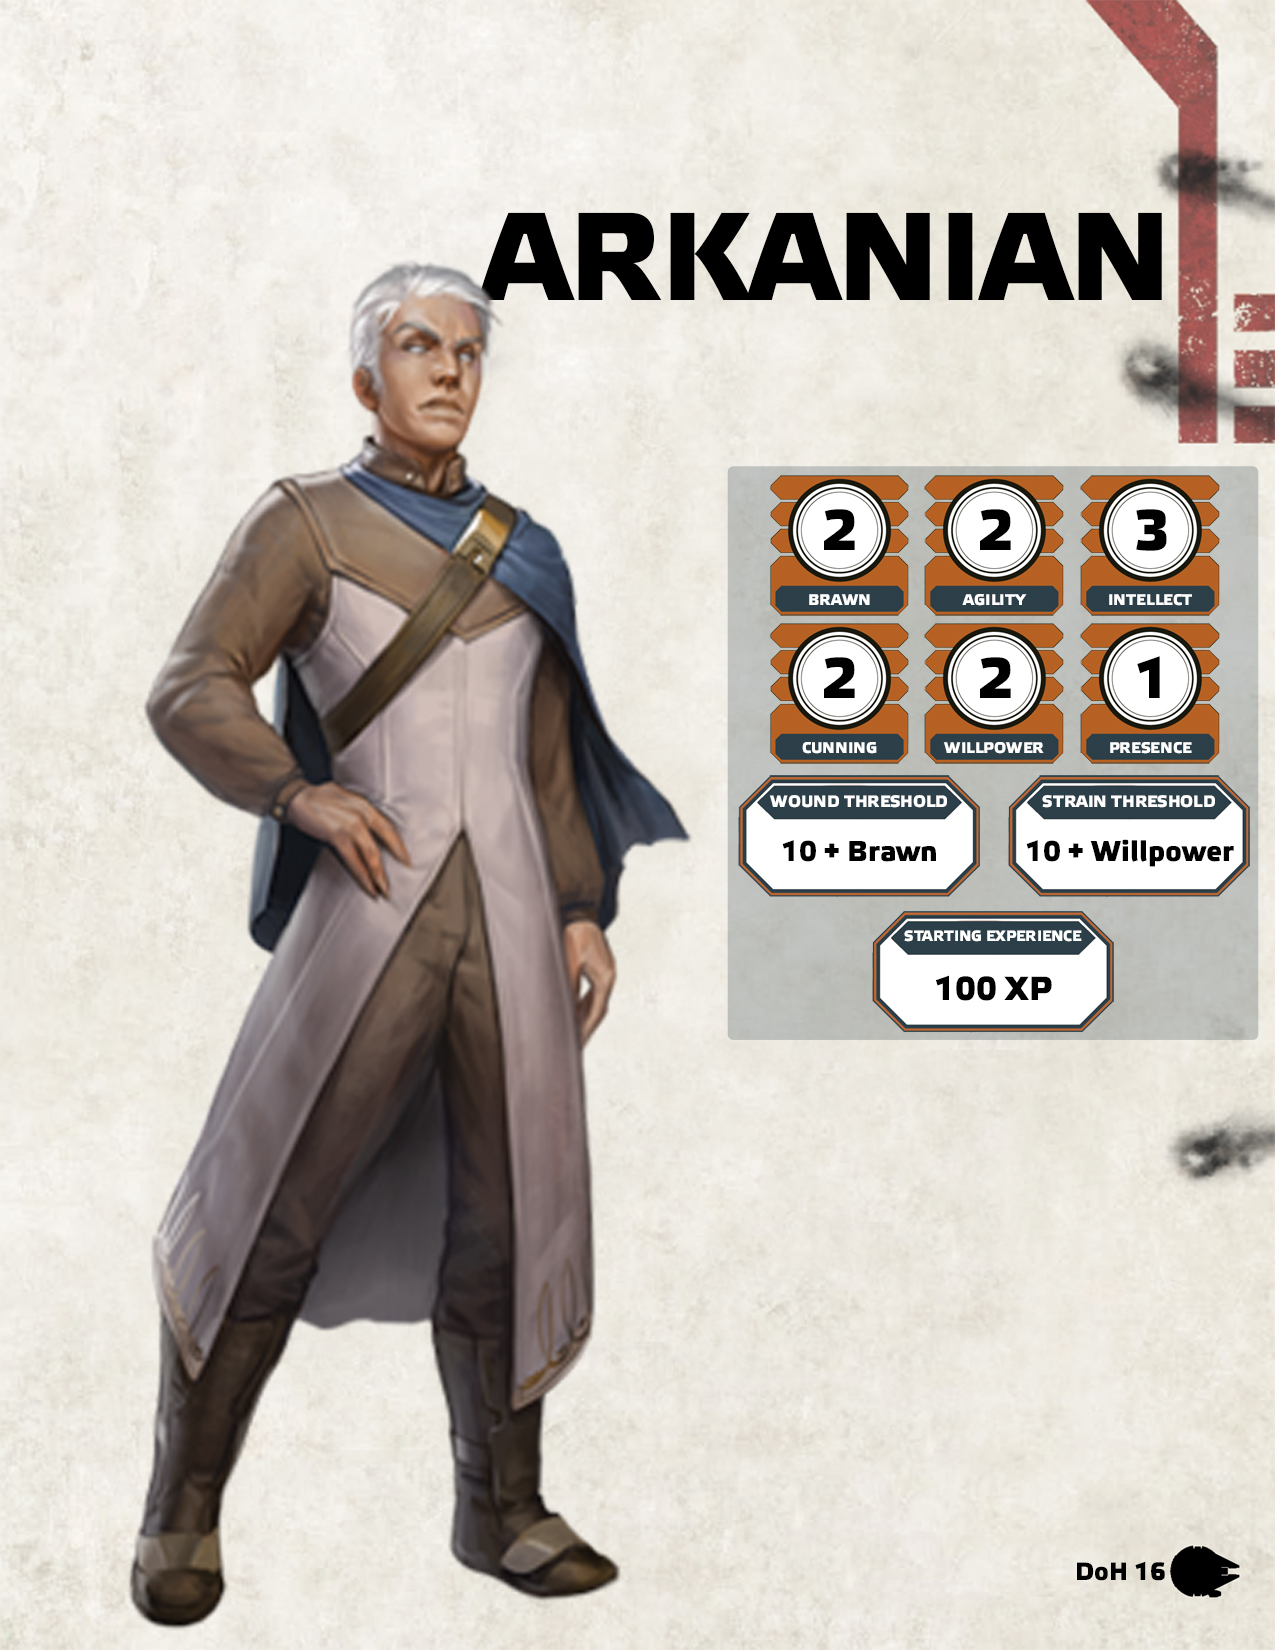 ARKANIAN
2 2 3
BRAWN AGILITY INTELLECT
2 2 1
CUNNING WILLPOWER PRESENCE
WOUND THRESHOLD STRAIN THRESHOLD
10 + Brawn 10 + Willpower
STARTING EXPERIENCE
100 XP
DoH 16